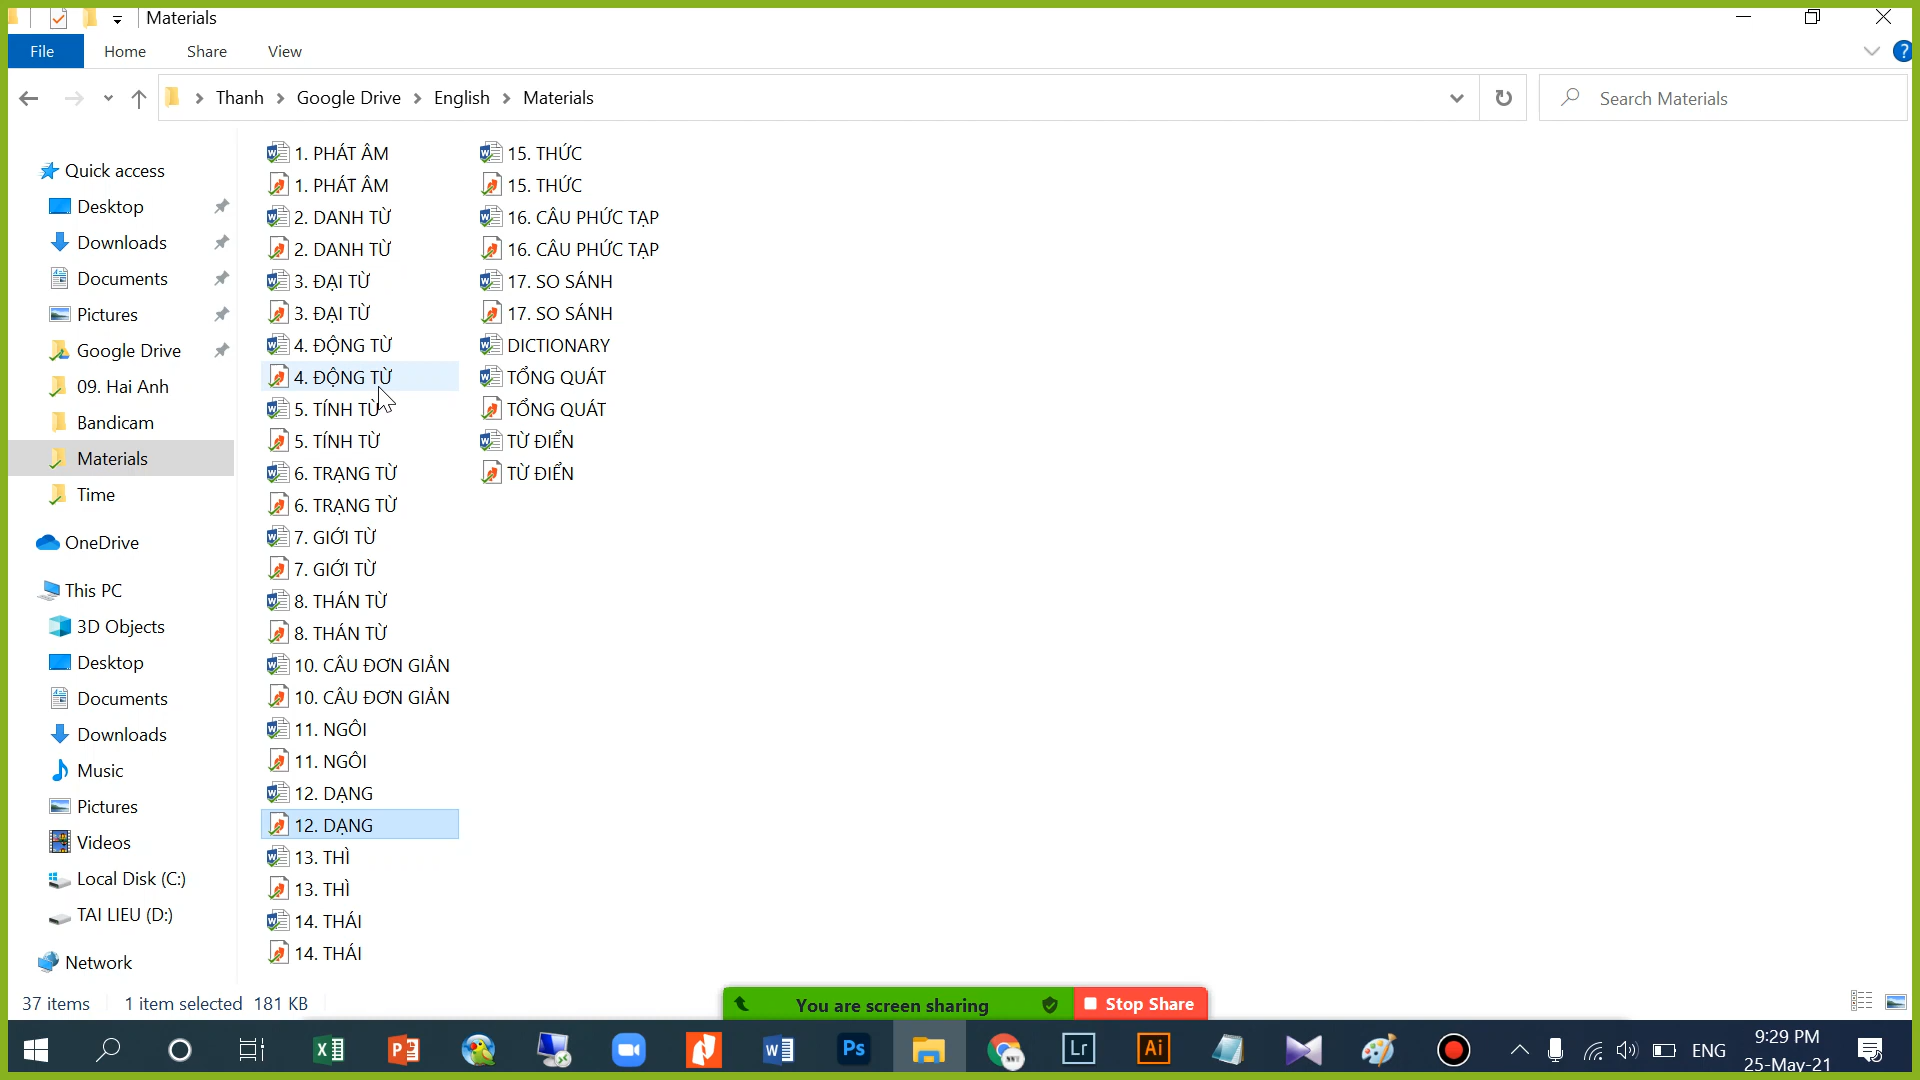 Materials
File Home Share View
Thanh Google Drive English Materials Search Materials
Quick access
Desktop
Downloads
Documents
Pictures
Google Drive
09. Hai Anh
Bandicam
Materials
Time
OneDrive
This PC
3D Objects
Desktop
Documents
Downloads
Music
Pictures
Videos
Local Disk (C:)
TAI LIEU (D:)
Network
1. PHÁT ÂM
1. PHÁT ÂM
2. DANH TỪ
2. DANH TỪ
3. ĐẠI TỪ
3. ĐẠI TỪ
4. ĐỘNG TỪ
4. ĐỘNG TỪ
5. TÍNH TỪ
5. TÍNH TỪ
6. TRẠNG TỪ
6. TRẠNG TỪ
7. GIỚI TỪ
7. GIỚI TỪ
8. THÁN TỪ
8. THÁN TỪ
10. CÂU ĐƠN GIẢN
10. CÂU ĐƠN GIẢN
11. NGÔI
11. NGÔI
12. DẠNG
12. DẠNG
13. THÌ
13. THÌ
14. THÁI
14. THÁI
15. THỨC
15. THỨC
16. CÂU PHỨC TẠP
16. CÂU PHỨC TẠP
17. SO SÁNH
17. SO SÁNH
DICTIONARY
TỔNG QUÁT
TỔNG QUÁT
TỪ ĐIỂN
TỪ ĐIỂN
37 items 1 item selected 181 KB
You are screen sharing Stop Share
Ps Lr Ai
ENG
9:29 PM
25-May-21